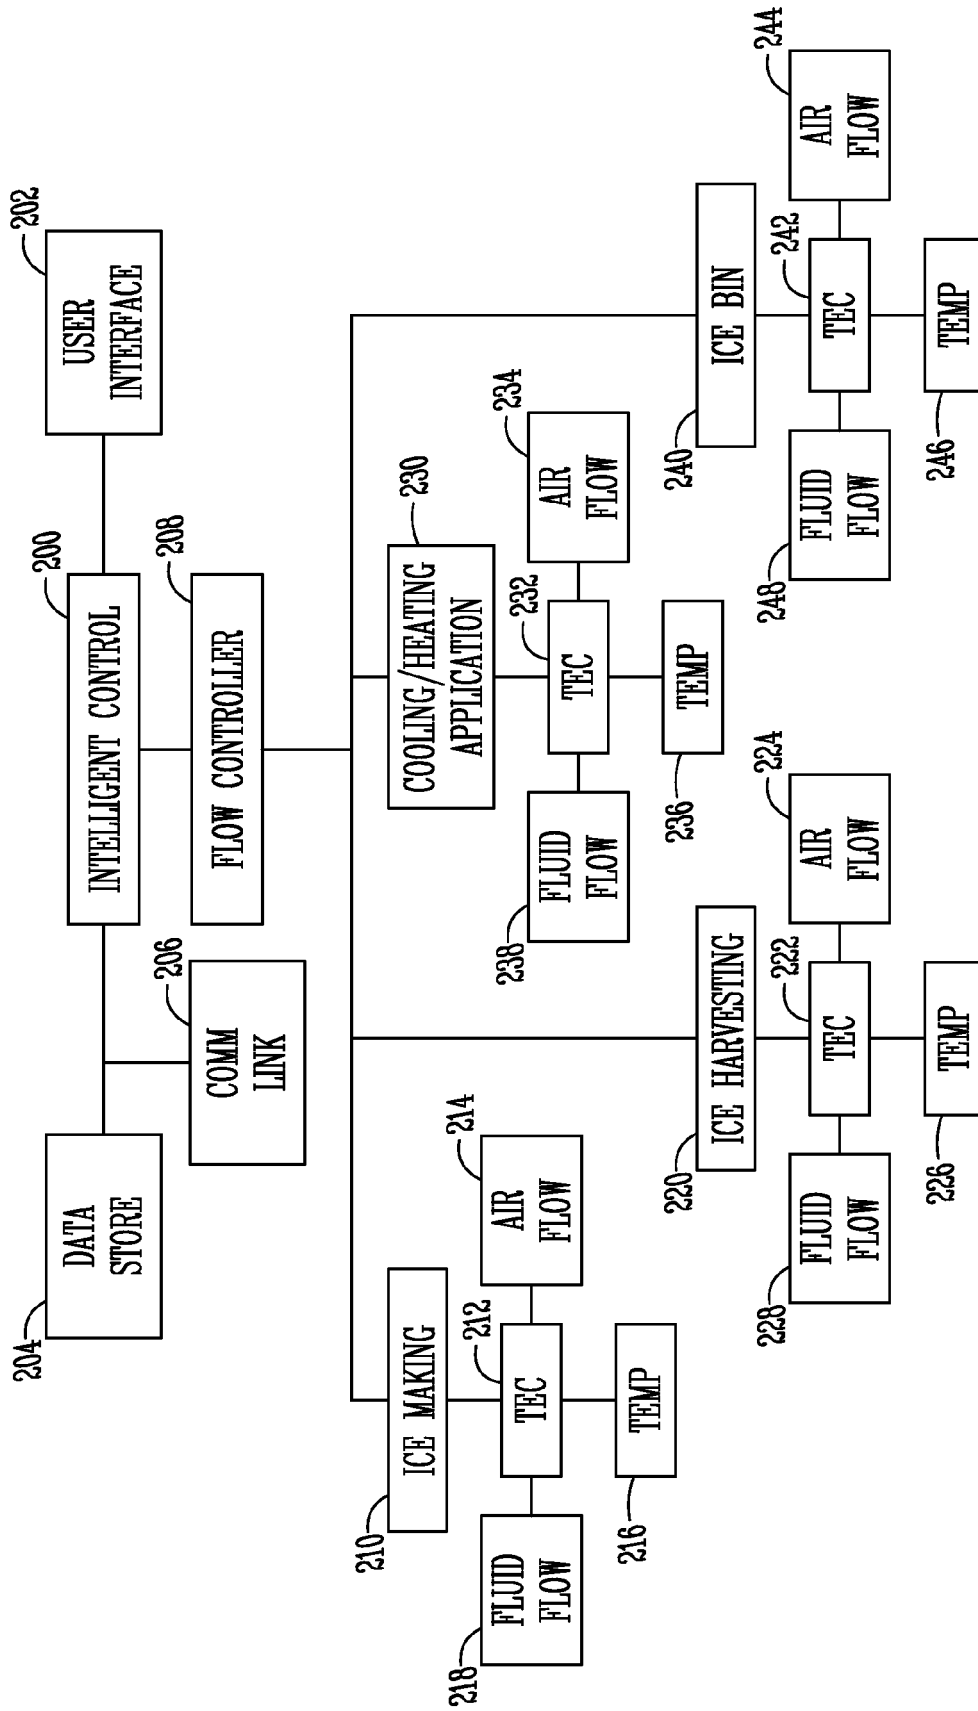 204
DATA
STORE
INTELLIGENT CONTROL
200
USER
INTERFACE
202
COMM
LINK
206
FLOW CONTROLLER
208
210
ICE MAKING
COOLING/HEATING
APPLICATION
230
218
FLUID
FLOW
TEC
212
AIR
FLOW
214
TEMP
216
238
FLUID
FLOW
TEC
232
AIR
FLOW
234
TEMP
236
220
ICE HARVESTING
240
ICE BIN
228
FLUID
FLOW
TEC
222
AIR
FLOW
224
TEMP
226
248
FLUID
FLOW
TEC
242
AIR
FLOW
244
TEMP
246